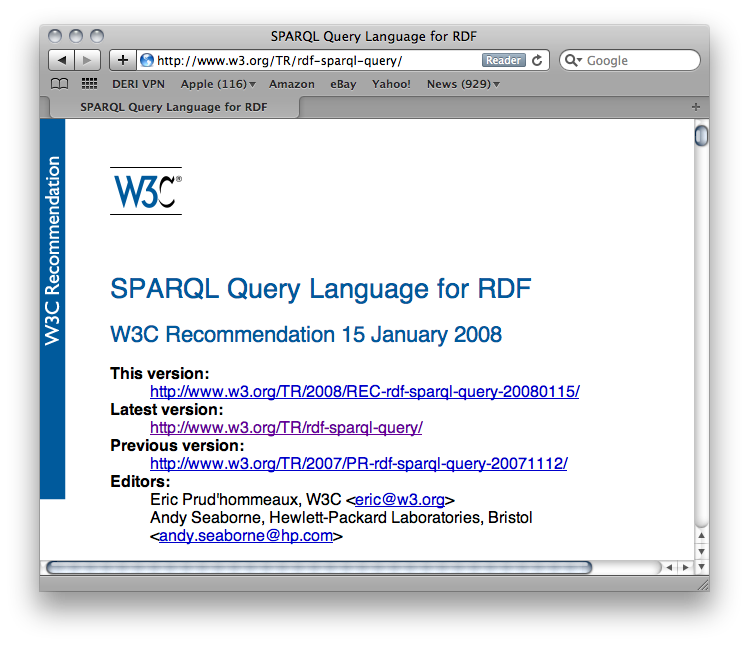 SPARQL Query Language for RDF
http://www.w3.org/TR/rdf-sparql-query/ Reader Google
DERI VPN Apple (116)▾ Amazon eBay Yahoo! News (929)▾
SPARQL Query Language for RDF
W3C Recommendation
W3C®
SPARQL Query Language for RDF
W3C Recommendation 15 January 2008
This version:
http://www.w3.org/TR/2008/REC-rdf-sparql-query-20080115/
Latest version:
http://www.w3.org/TR/rdf-sparql-query/
Previous version:
http://www.w3.org/TR/2007/PR-rdf-sparql-query-20071112/
Editors:
Eric Prud'hommeaux, W3C <eric@w3.org>
Andy Seaborne, Hewlett-Packard Laboratories, Bristol
<andy.seaborne@hp.com>